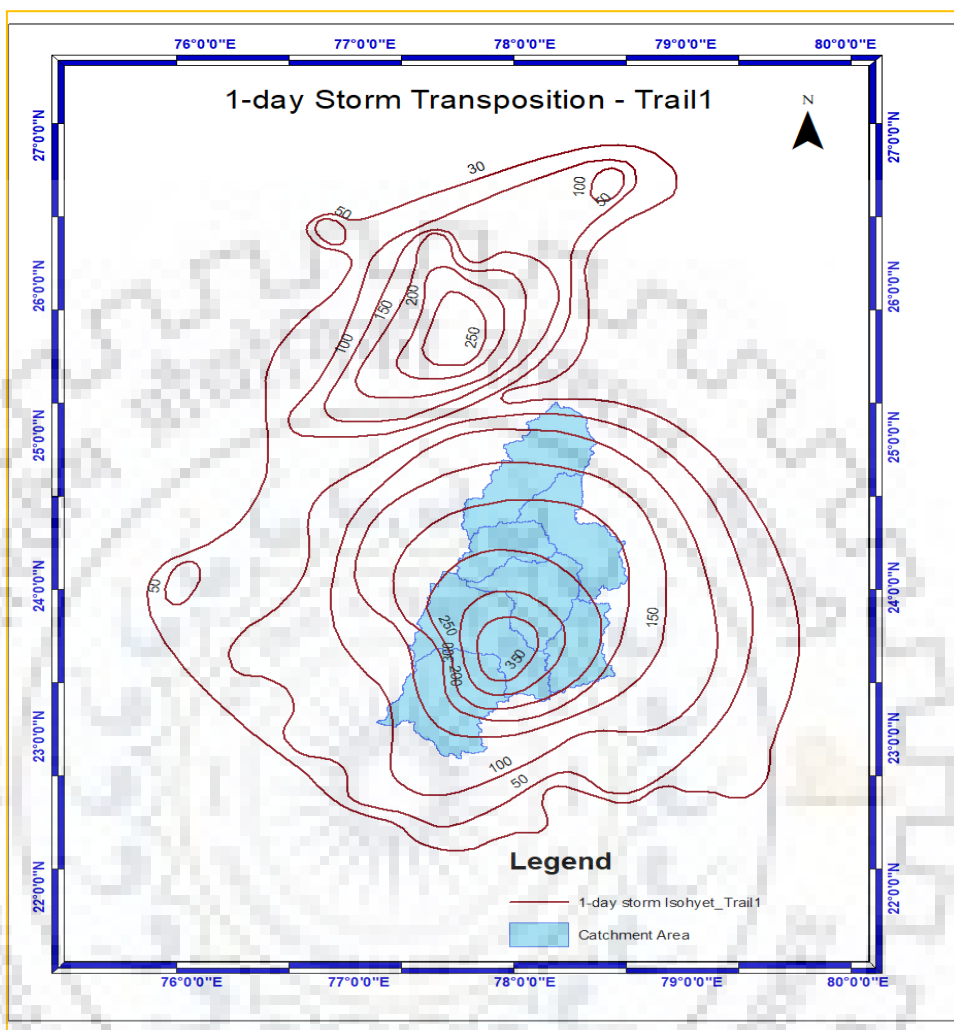 76°0'0"E 77°0'0"E 78°0'0"E 79°0'0"E 80°0'0"E
1-day Storm Transposition - Trail1
N
27°0'0"N 27°0'0"N
30
100
50
50
26°0'0"N 26°0'0"N
200
150
250
100
25°0'0"N 25°0'0"N
50
24°0'0"N 24°0'0"N
250
150
300
350
200
23°0'0"N 23°0'0"N
100
50
Legend
22°0'0"N 22°0'0"N
1-day storm Isohyet_Trail1
Catchment Area
76°0'0"E 77°0'0"E 78°0'0"E 79°0'0"E 80°0'0"E